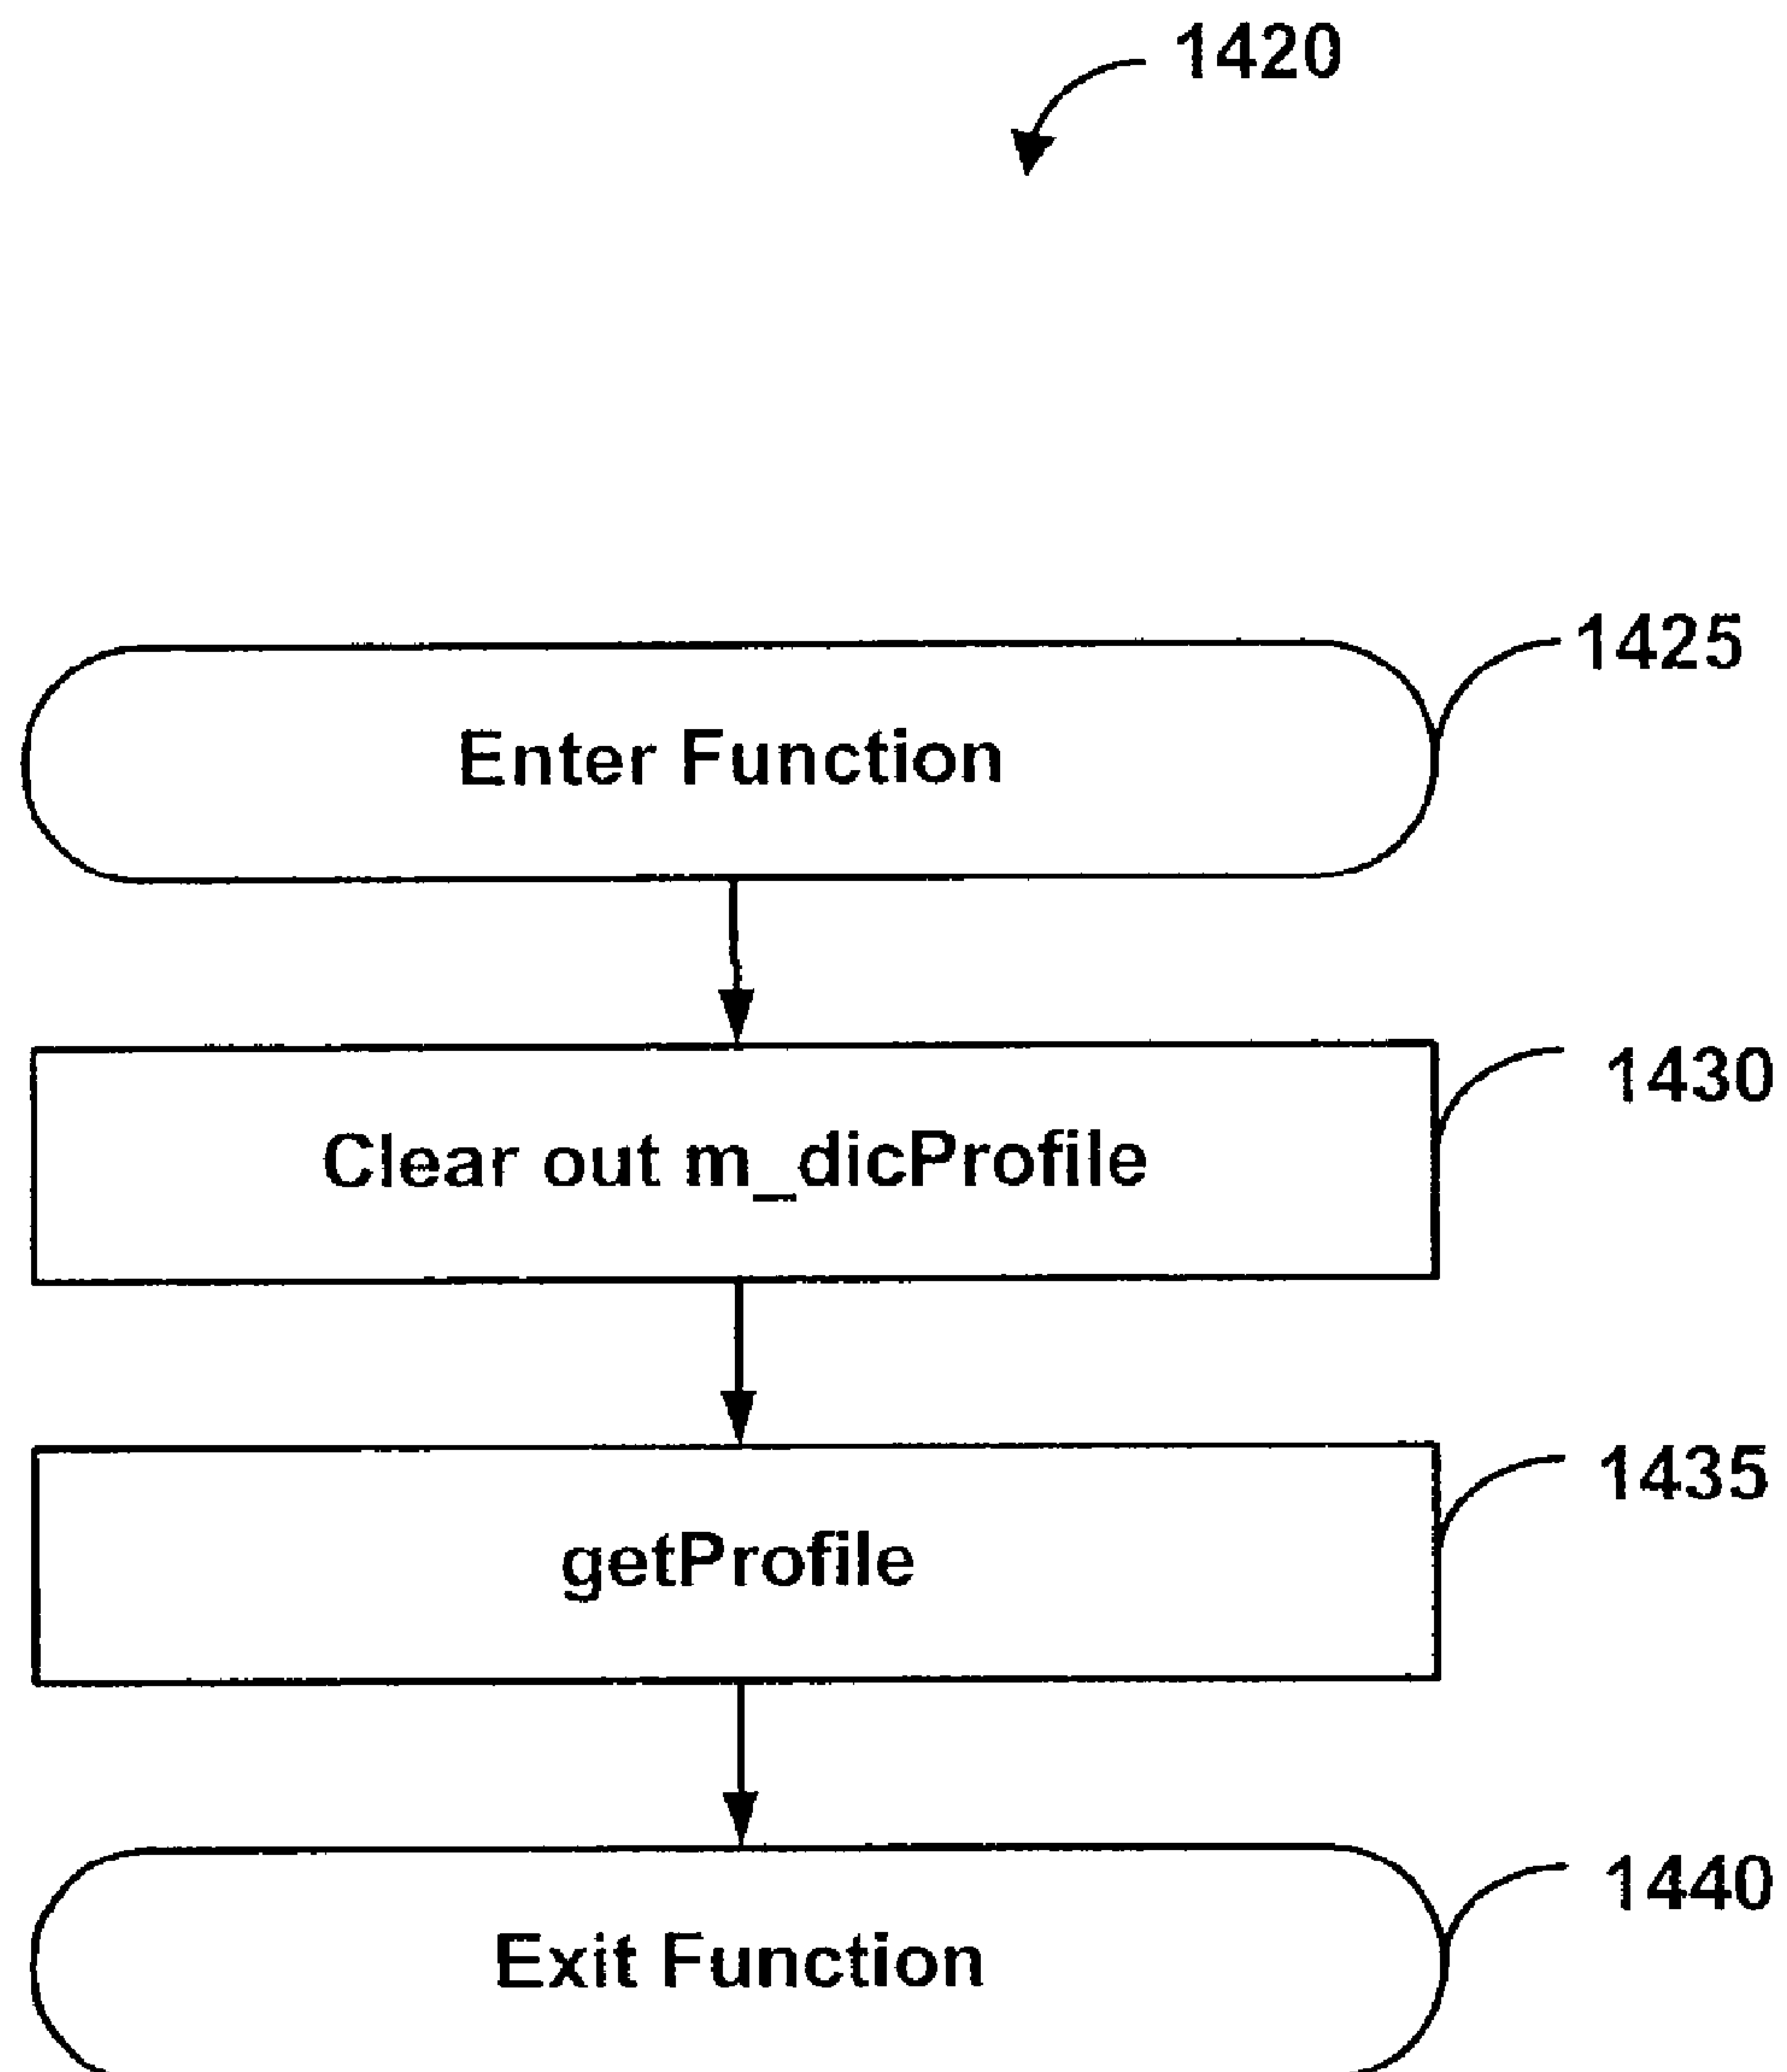 1420
Enter Function
1425
Clear out m_dicProfile
1430
getProfile
1435
Exit Function
1440